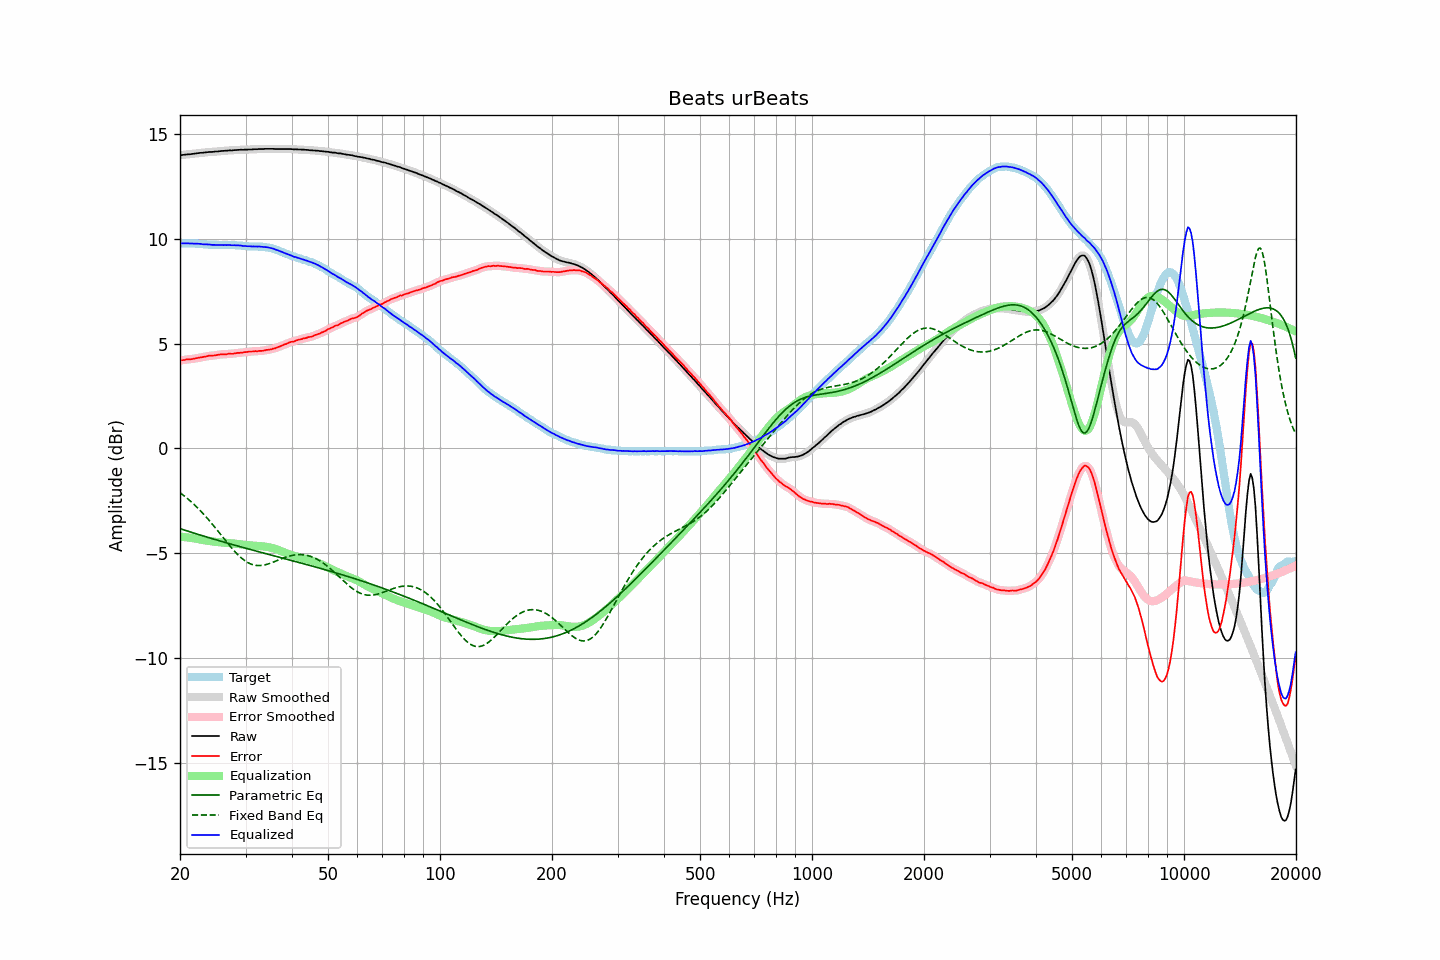 Beats urBeats
15
10
5
0
−5
−10
−15
Amplitude (dBr)
Target
Raw Smoothed
Error Smoothed
Raw
Error
Equalization
Parametric Eq
Fixed Band Eq
Equalized
20 50 100 200 500 1000 2000 5000 10000 20000
Frequency (Hz)